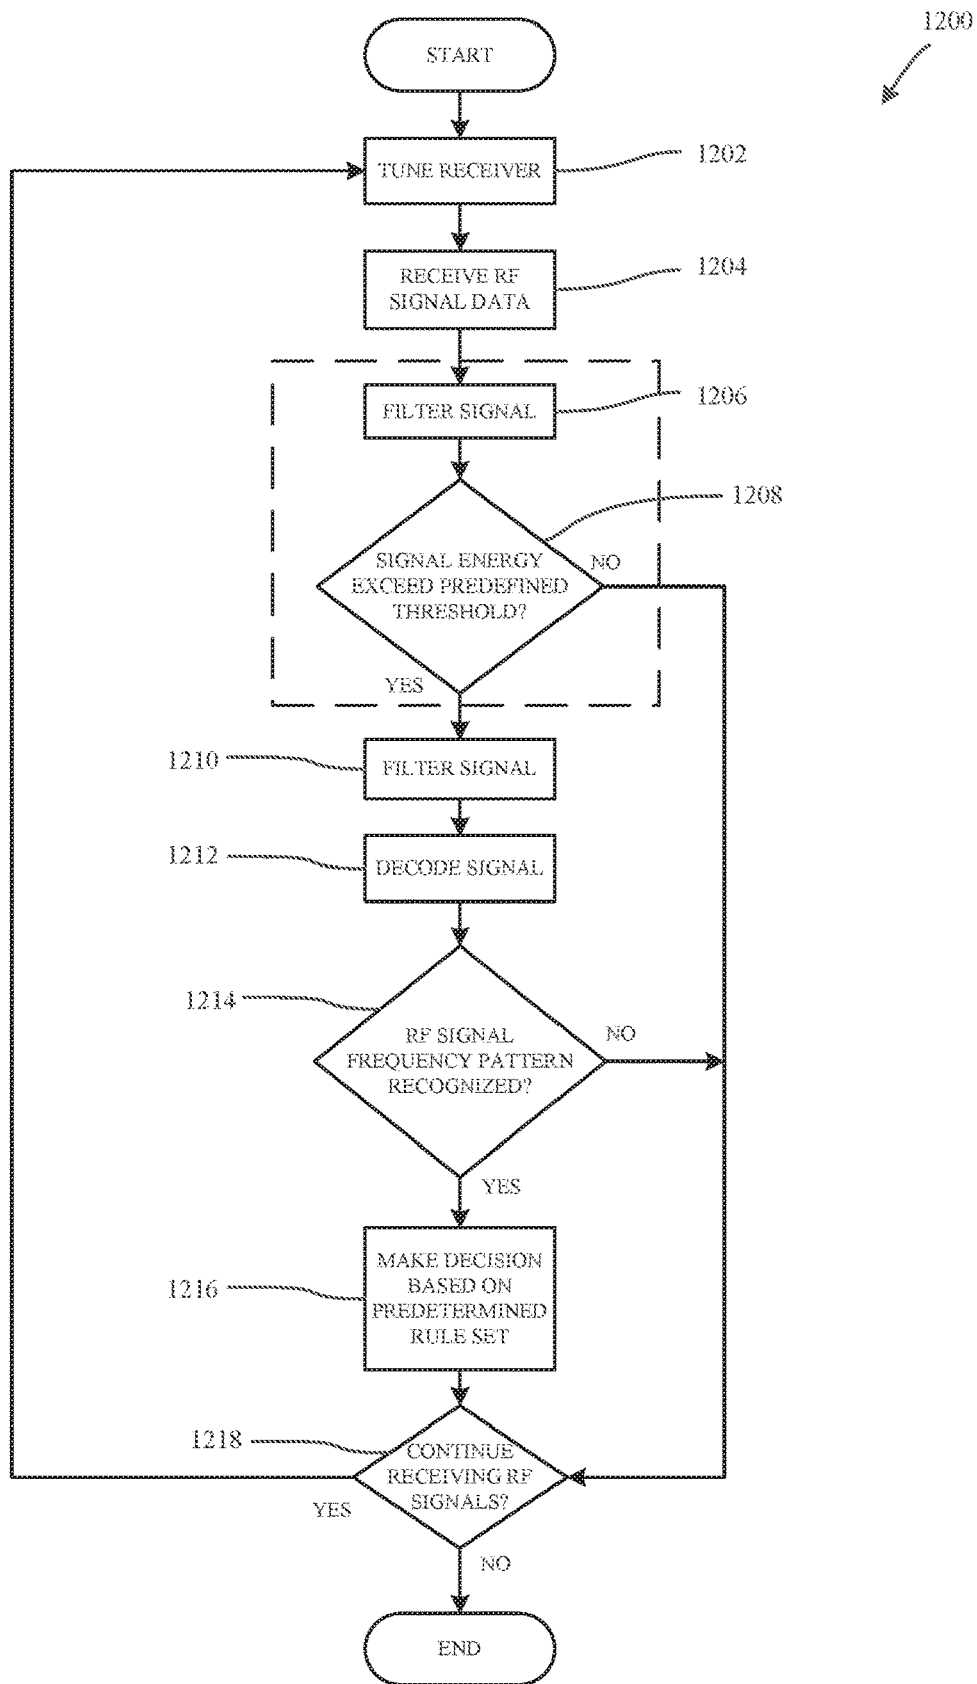 1200
START
TUNE RECEIVER
1202
RECEIVE RF
SIGNAL DATA
1204
FILTER SIGNAL
1206
1208
SIGNAL ENERGY
EXCEED PREDEFINED
THRESHOLD?
NO
YES
1210
FILTER SIGNAL
1212
DECODE SIGNAL
1214
RF SIGNAL
FREQUENCY PATTERN
RECOGNIZED?
NO
YES
1216
MAKE DECISION
BASED ON
PREDETERMINED
RULE SET
1218
CONTINUE
RECEIVING RF
SIGNALS?
YES
NO
END